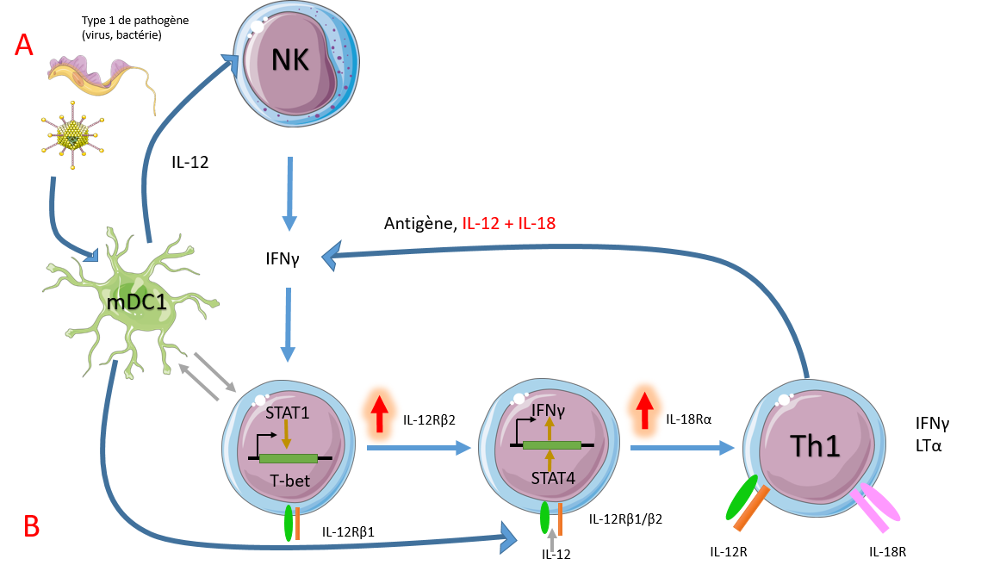 Type 1 de pathogène
(virus, bactérie)
A
NK
IL-12
Antigène, IL-12 + IL-18
IFNγ
mDC1
STAT1
T-bet
IL-12Rβ2
IFNγ
STAT4
IL-18Rα
Th1
IFNγ
LTα
B
IL-12Rβ1
IL-12Rβ1/β2
IL-12
IL-12R
IL-18R